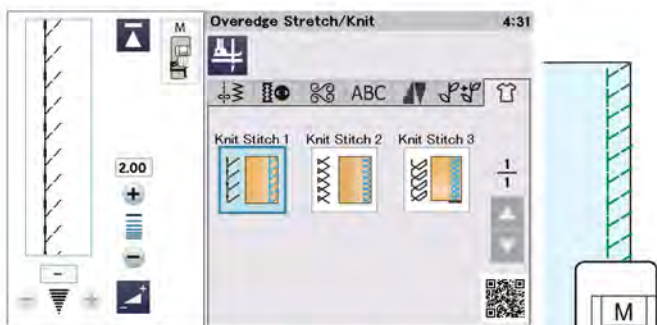 M
2.00
-
Overedge Stretch/Knit 4:31
ABC
Knit Stitch 1 Knit Stitch 2 Knit Stitch 3
1
1
M